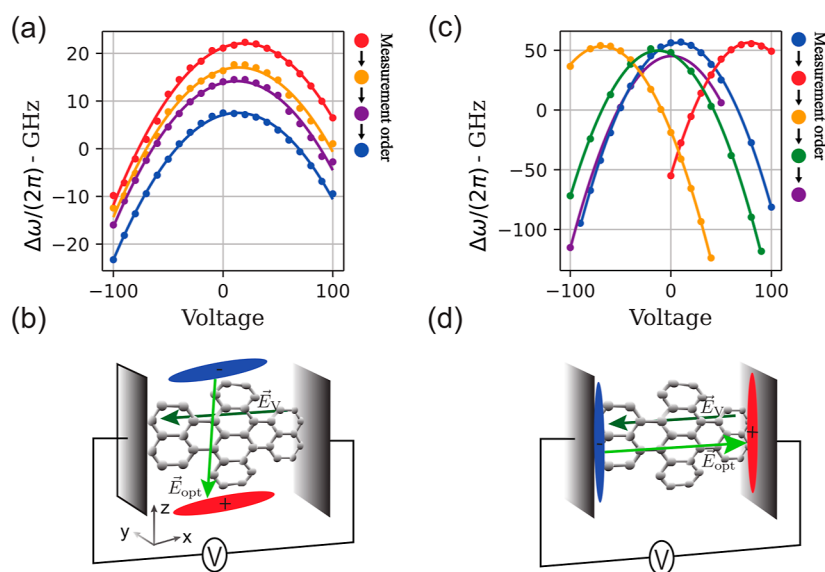 (a)
Δω/(2π) - GHz
20
10
0
−10
−20
−100
0
100
Voltage
Measurement order
(c)
Δω/(2π) - GHz
50
0
−50
−100
−100
0
100
Voltage
Measurement order
(b)
-
E⃗V
E⃗opt
+
z
y
x
V
(d)
-
+
E⃗V
E⃗opt
V